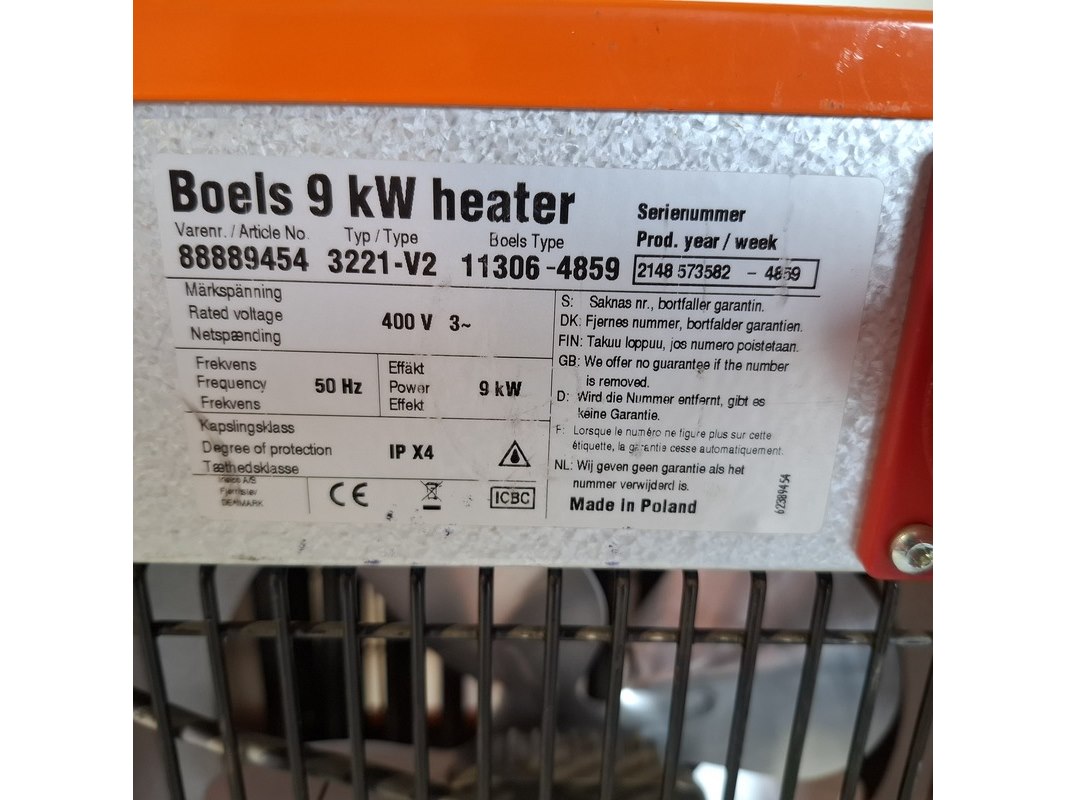 Boels 9 kW heater
Varenr. / Article No. Typ / Type Boels Type
88889454 3221-V2 11306-4859
Serienummer
Prod. year / week
2148 573582 - 4859
Märkspänning
Rated voltage
Netspænding
400 V 3~
Frekvens
Frequency
Frekvens
50 Hz
Effäkt
Power
Effekt
9 kW
Kapslingsklass
Degree of protection
Tæthedsklasse
IP X4
DENMARK
CE
ICBC
S: Saknas nr., bortfaller garantin.
DK: Fjernes nummer, bortfalder garantien.
FIN: Takuu loppuu, jos numero poistetaan.
GB: We offer no guarantee if the number
is removed.
D: Wird die Nummer entfernt, gibt es
keine Garantie.
F: Lorsque le numéro ne figure plus sur cette
étiquette, la garantie cesse automatiquement.
NL: Wij geven geen garantie als het
nummer verwijderd is.
Made in Poland
62389454